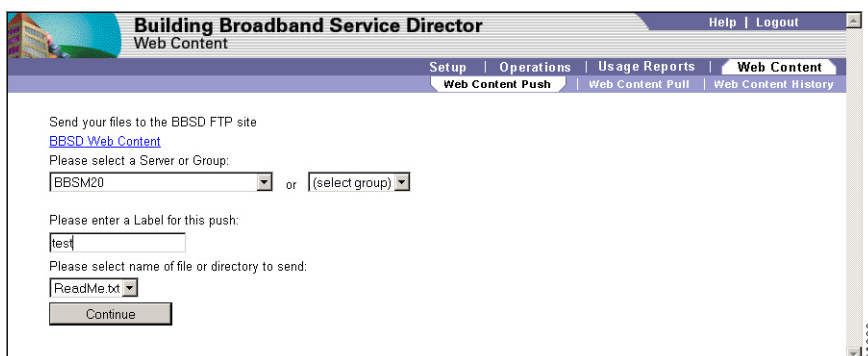 Building Broadband Service Director
Help | Logout
Web Content
Setup | Operations | Usage Reports | Web Content
Web Content Push | Web Content Pull | Web Content History
Send your files to the BBSD FTP site
BBSD Web Content
Please select a Server or Group:
BBSM20 or (select group)
Please enter a Label for this push:
test
Please select name of file or directory to send:
ReadMe.txt
Continue